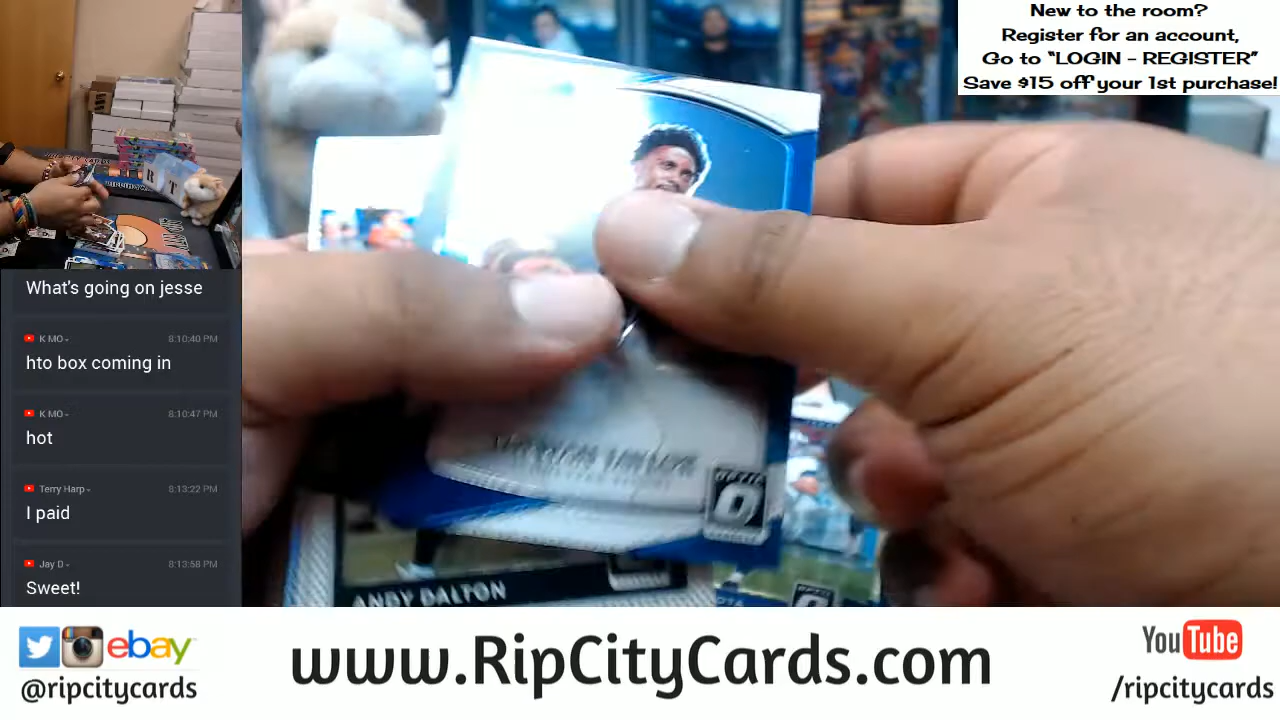 New to the room?
Register for an account,
Go to "LOGIN - REGISTER"
Save $15 off your 1st purchase!
What's going on jesse
K MO 8:10:40 PM
hto box coming in
K MO 8:10:47 PM
hot
Terry Harp 8:13:22 PM
I paid
Jay D 8:13:58 PM
Sweet!
OPTIC
ANDY DALTON
ebay
@ripcitycards
www.RipCityCards.com
YouTube
/ripcitycards